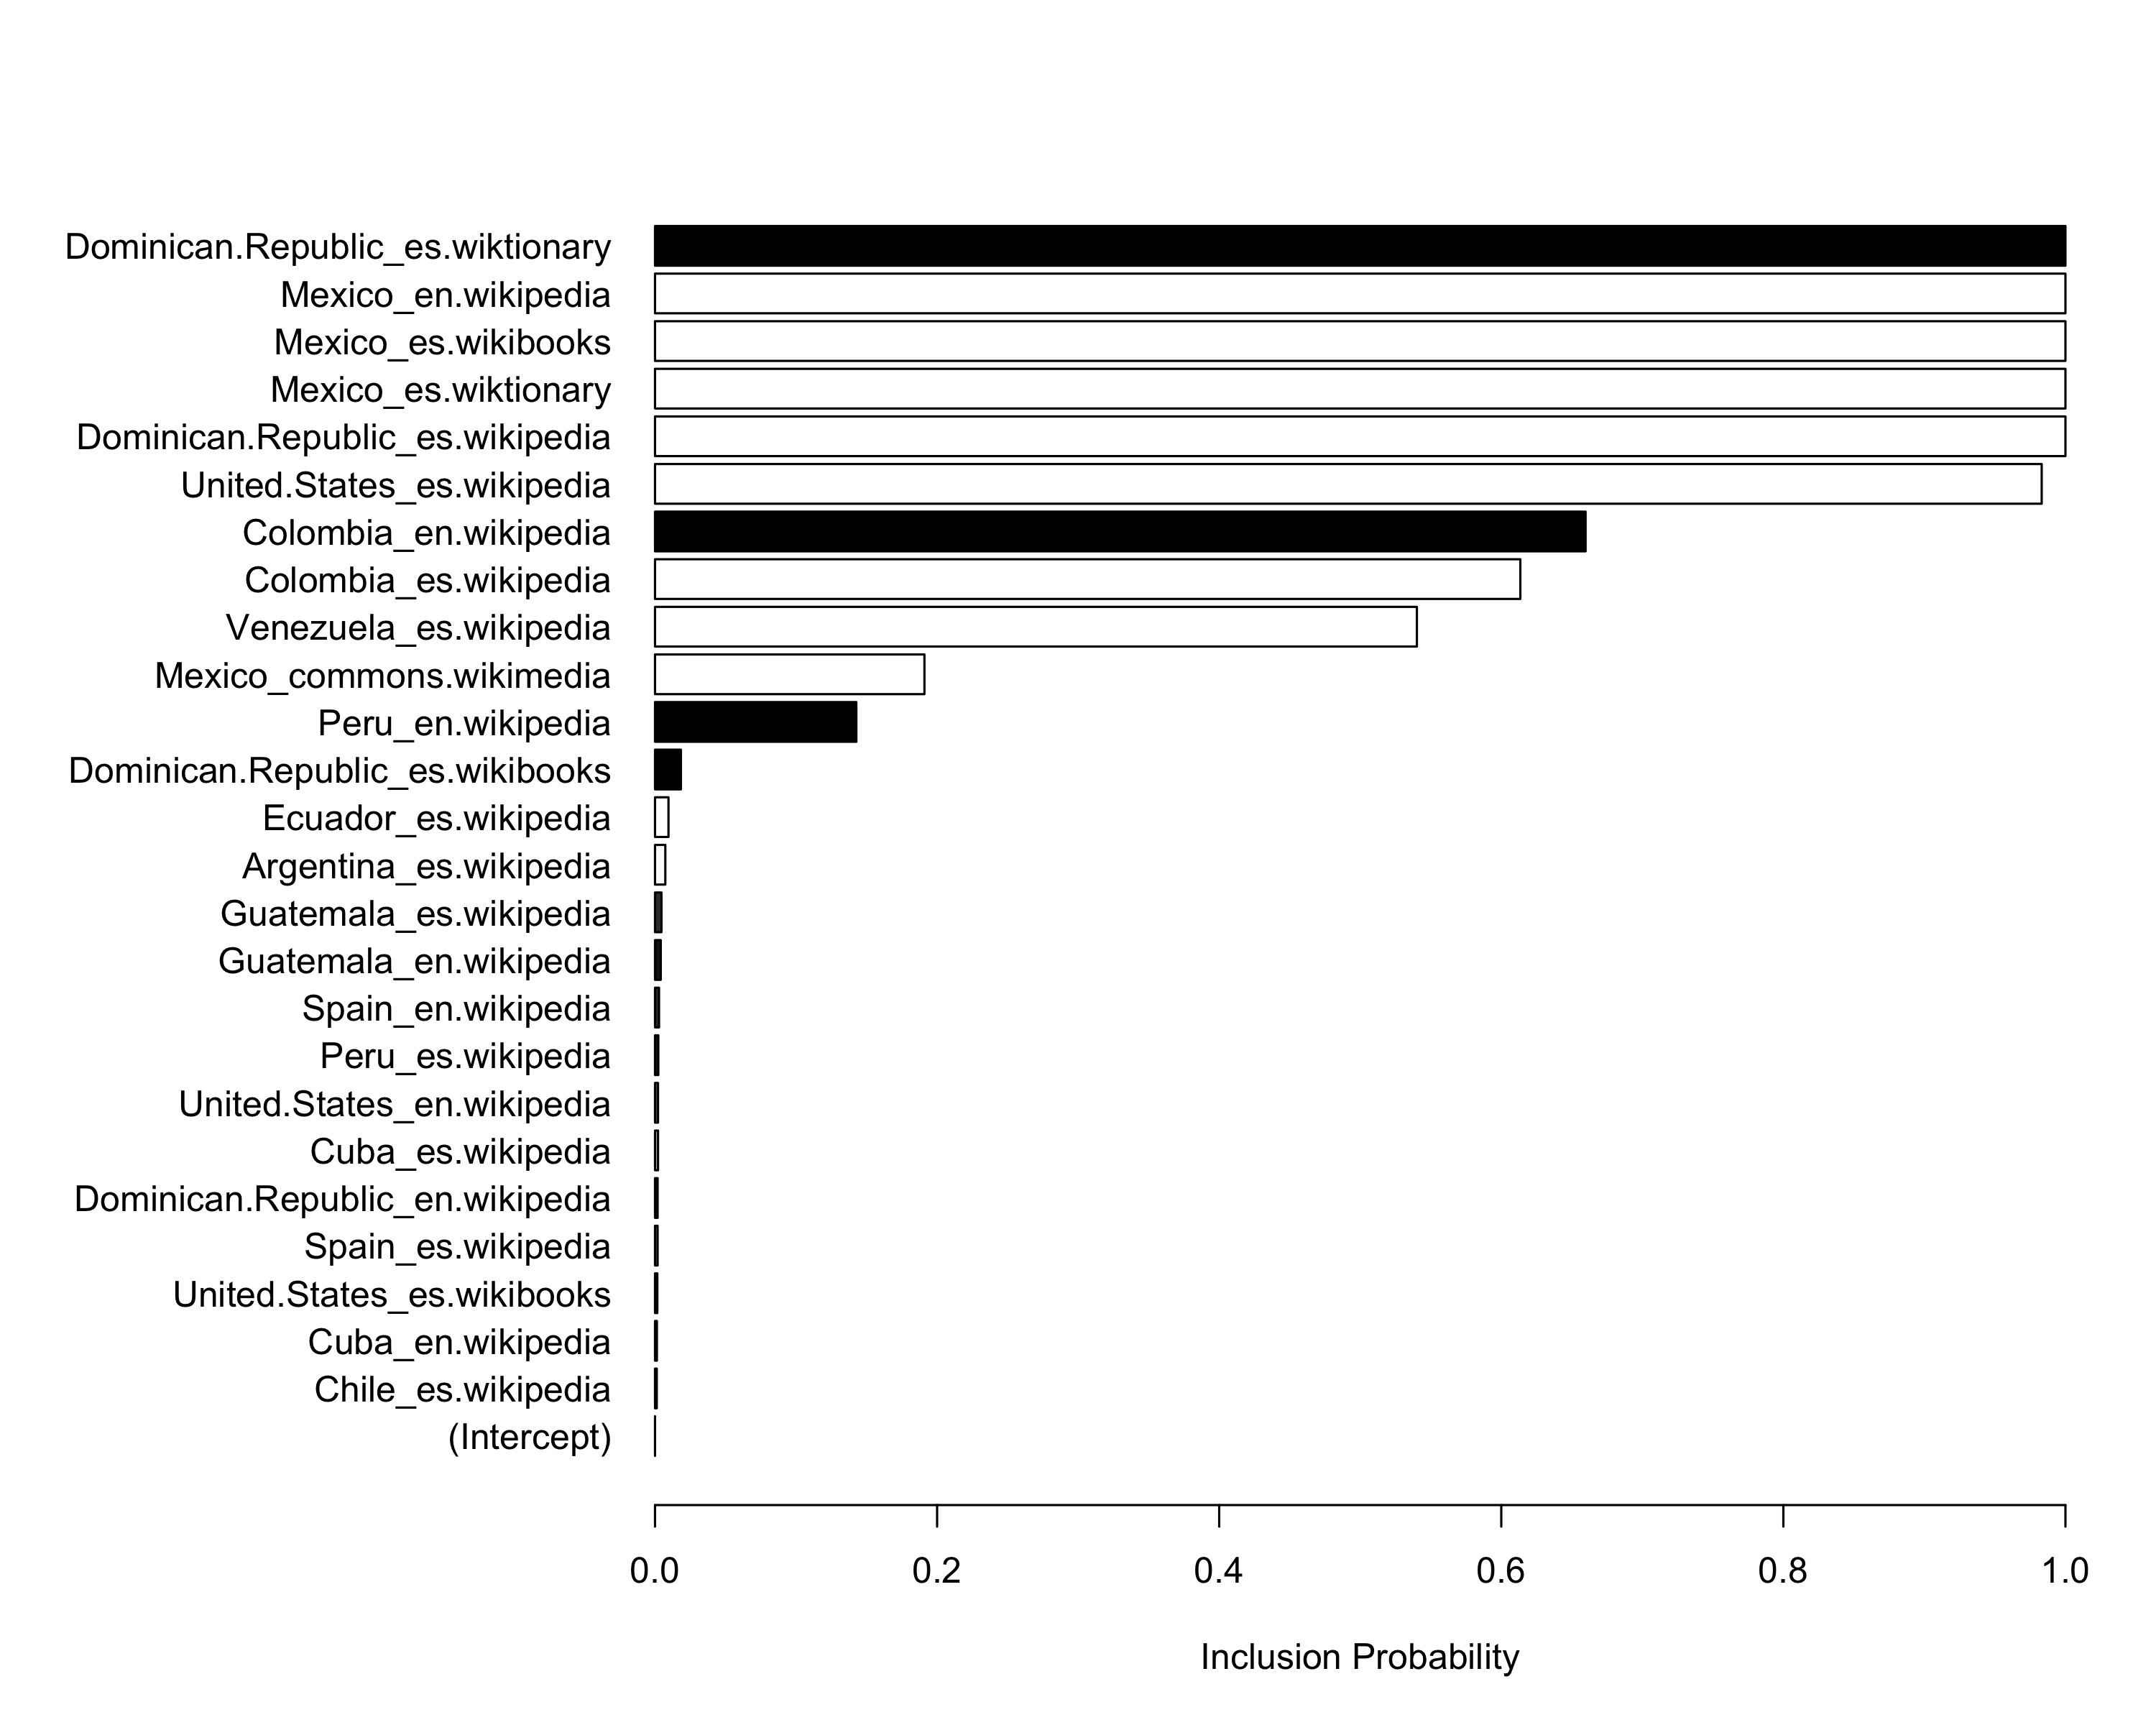 Dominican.Republic_es.wiktionary
Mexico_en.wikipedia
Mexico_es.wikibooks
Mexico_es.wiktionary
Dominican.Republic_es.wikipedia
United.States_es.wikipedia
Colombia_en.wikipedia
Colombia_es.wikipedia
Venezuela_es.wikipedia
Mexico_commons.wikimedia
Peru_en.wikipedia
Dominican.Republic_es.wikibooks
Ecuador_es.wikipedia
Argentina_es.wikipedia
Guatemala_es.wikipedia
Guatemala_en.wikipedia
Spain_en.wikipedia
Peru_es.wikipedia
United.States_en.wikipedia
Cuba_es.wikipedia
Dominican.Republic_en.wikipedia
Spain_es.wikipedia
United.States_es.wikibooks
Cuba_en.wikipedia
Chile_es.wikipedia
(Intercept)
0.0 0.2 0.4 0.6 0.8 1.0
Inclusion Probability